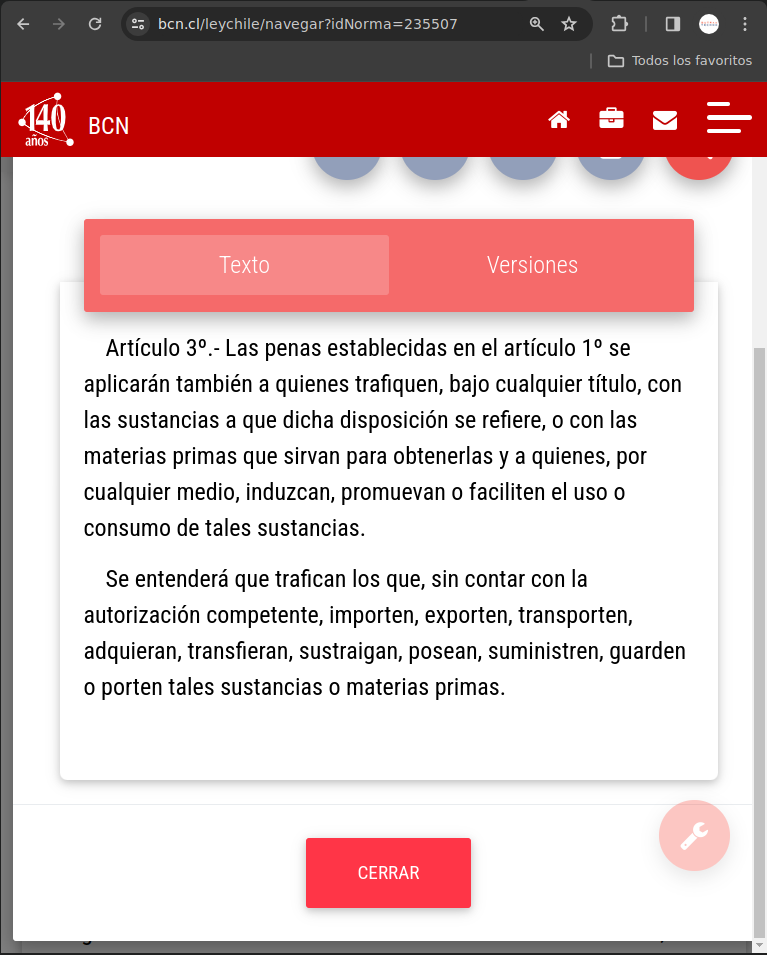 bcn.cl/leychile/navegar?idNorma=235507
Todos los favoritos
140
años
BCN
Texto
Versiones
Artículo 3º.- Las penas establecidas en el artículo 1º se
aplicarán también a quienes trafiquen, bajo cualquier título, con
las sustancias a que dicha disposición se refiere, o con las
materias primas que sirvan para obtenerlas y a quienes, por
cualquier medio, induzcan, promuevan o faciliten el uso o
consumo de tales sustancias.
Se entenderá que trafican los que, sin contar con la
autorización competente, importen, exporten, transporten,
adquieran, transfieran, sustraigan, posean, suministren, guarden
o porten tales sustancias o materias primas.
CERRAR